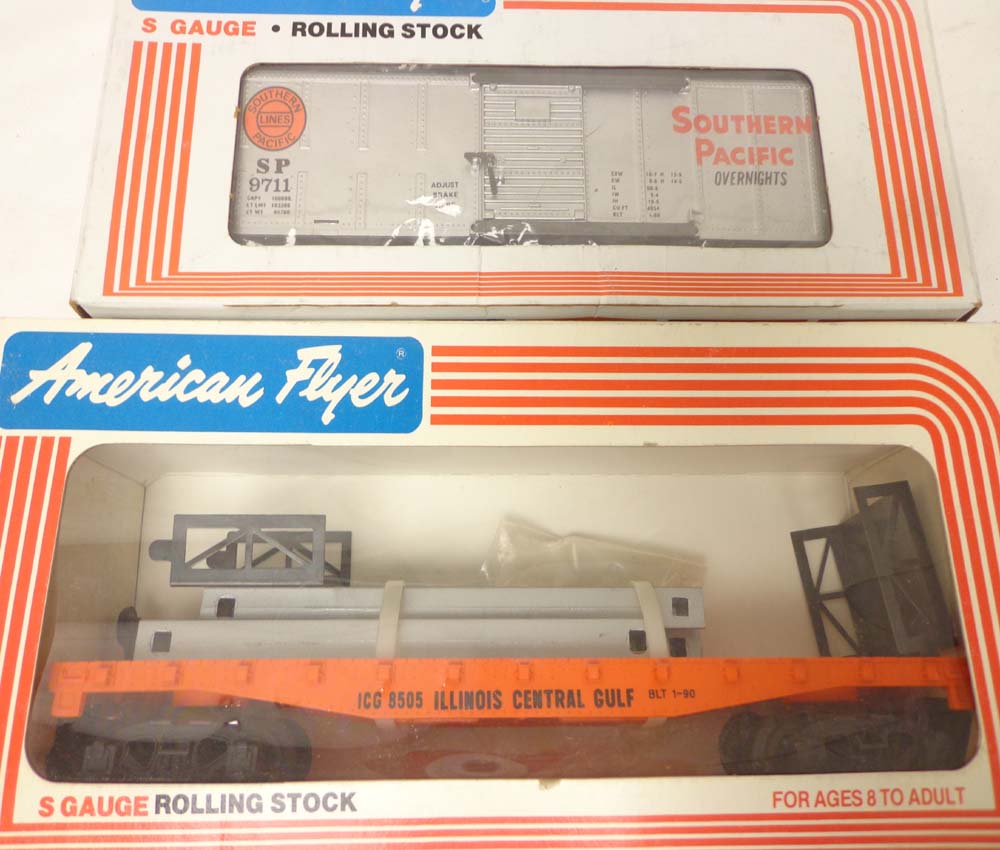 S GAUGE • ROLLING STOCK
SOUTHERN
LINES
PACIFIC
SP
9711
ADJUST
SOUTHERN
PACIFIC
OVERNIGHTS
American Flyer ®
ICG 8505 ILLINOIS CENTRAL GULF BLT 1-90
S GAUGE ROLLING STOCK
FOR AGES 8 TO ADULT